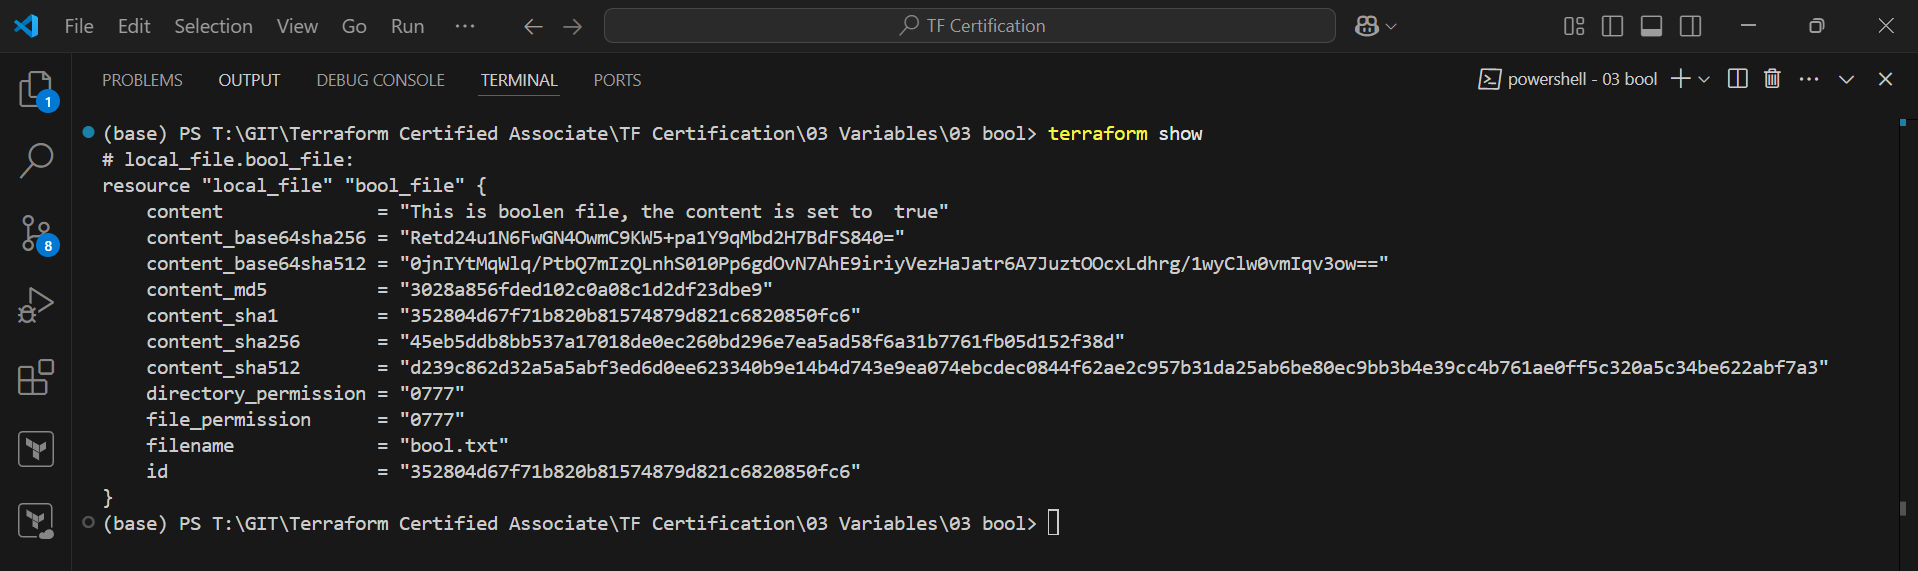 File Edit Selection View Go Run ··· ← → TF Certification
PROBLEMS OUTPUT DEBUG CONSOLE TERMINAL PORTS powershell - 03 bool
1
8
(base) PS T:\GIT\Terraform Certified Associate\TF Certification\03 Variables\03 bool> terraform show
# local_file.bool_file:
resource "local_file" "bool_file" {
    content              = "This is boolen file, the content is set to  true"
    content_base64sha256 = "Retd24u1N6FwGN4OwmC9KW5+pa1Y9qMbd2H7BdFS840="
    content_base64sha512 = "0jnIYtMqWlq/PtbQ7mIzQLnhS010Pp6gdOvN7AhE9iriyVezHaJatr6A7JuztOOcxLdhrg/1wyClw0vmIqv3ow=="
    content_md5          = "3028a856fded102c0a08c1d2df23dbe9"
    content_sha1         = "352804d67f71b820b81574879d821c6820850fc6"
    content_sha256       = "45eb5ddb8bb537a17018de0ec260bd296e7ea5ad58f6a31b7761fb05d152f38d"
    content_sha512       = "d239c862d32a5a5abf3ed6d0ee623340b9e14b4d743e9ea074ebcdec0844f62ae2c957b31da25ab6be80ec9bb3b4e39cc4b761ae0ff5c320a5c34be622abf7a3"
    directory_permission = "0777"
    file_permission      = "0777"
    filename             = "bool.txt"
    id                   = "352804d67f71b820b81574879d821c6820850fc6"
}
(base) PS T:\GIT\Terraform Certified Associate\TF Certification\03 Variables\03 bool>